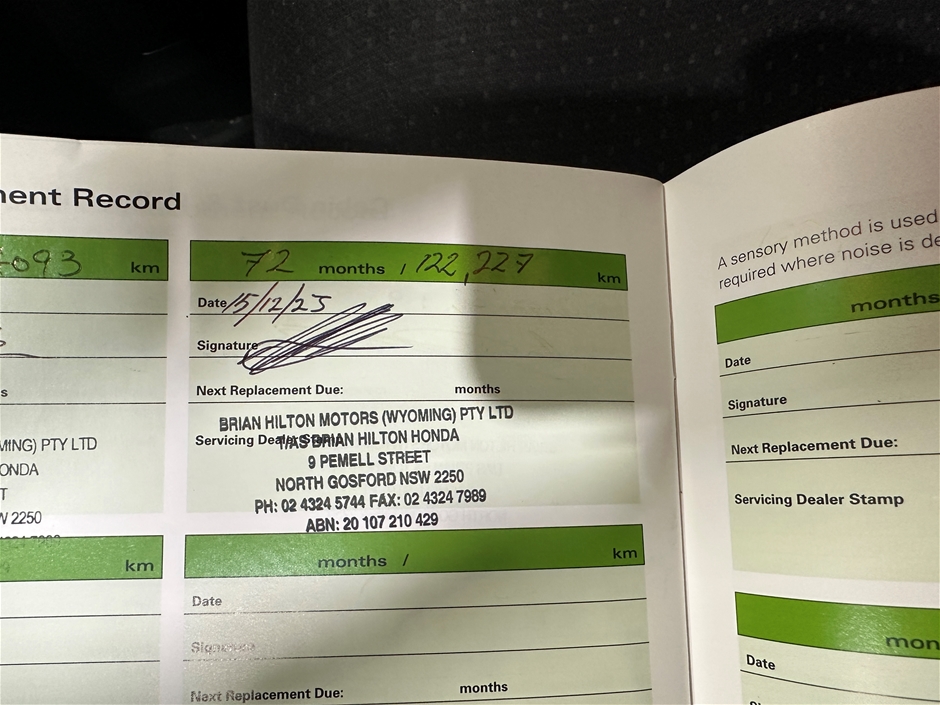 ment Record
093 km
72 months / 122,227 km
Date 15/12/23
Signature
Next Replacement Due: months
Servicing Dealer Stamp
BRIAN HILTON MOTORS (WYOMING) PTY LTD
T/AS BRIAN HILTON HONDA
9 PEMELL STREET
NORTH GOSFORD NSW 2250
PH: 02 4324 5744 FAX: 02 4324 7989
ABN: 20 107 210 429
s
MING) PTY LTD
ONDA
T
W 2250
km
months / km
Date
Signature
Next Replacement Due: months
A sensory method is used
required where noise is de
months
Date
Signature
Next Replacement Due:
Servicing Dealer Stamp
mon
Date